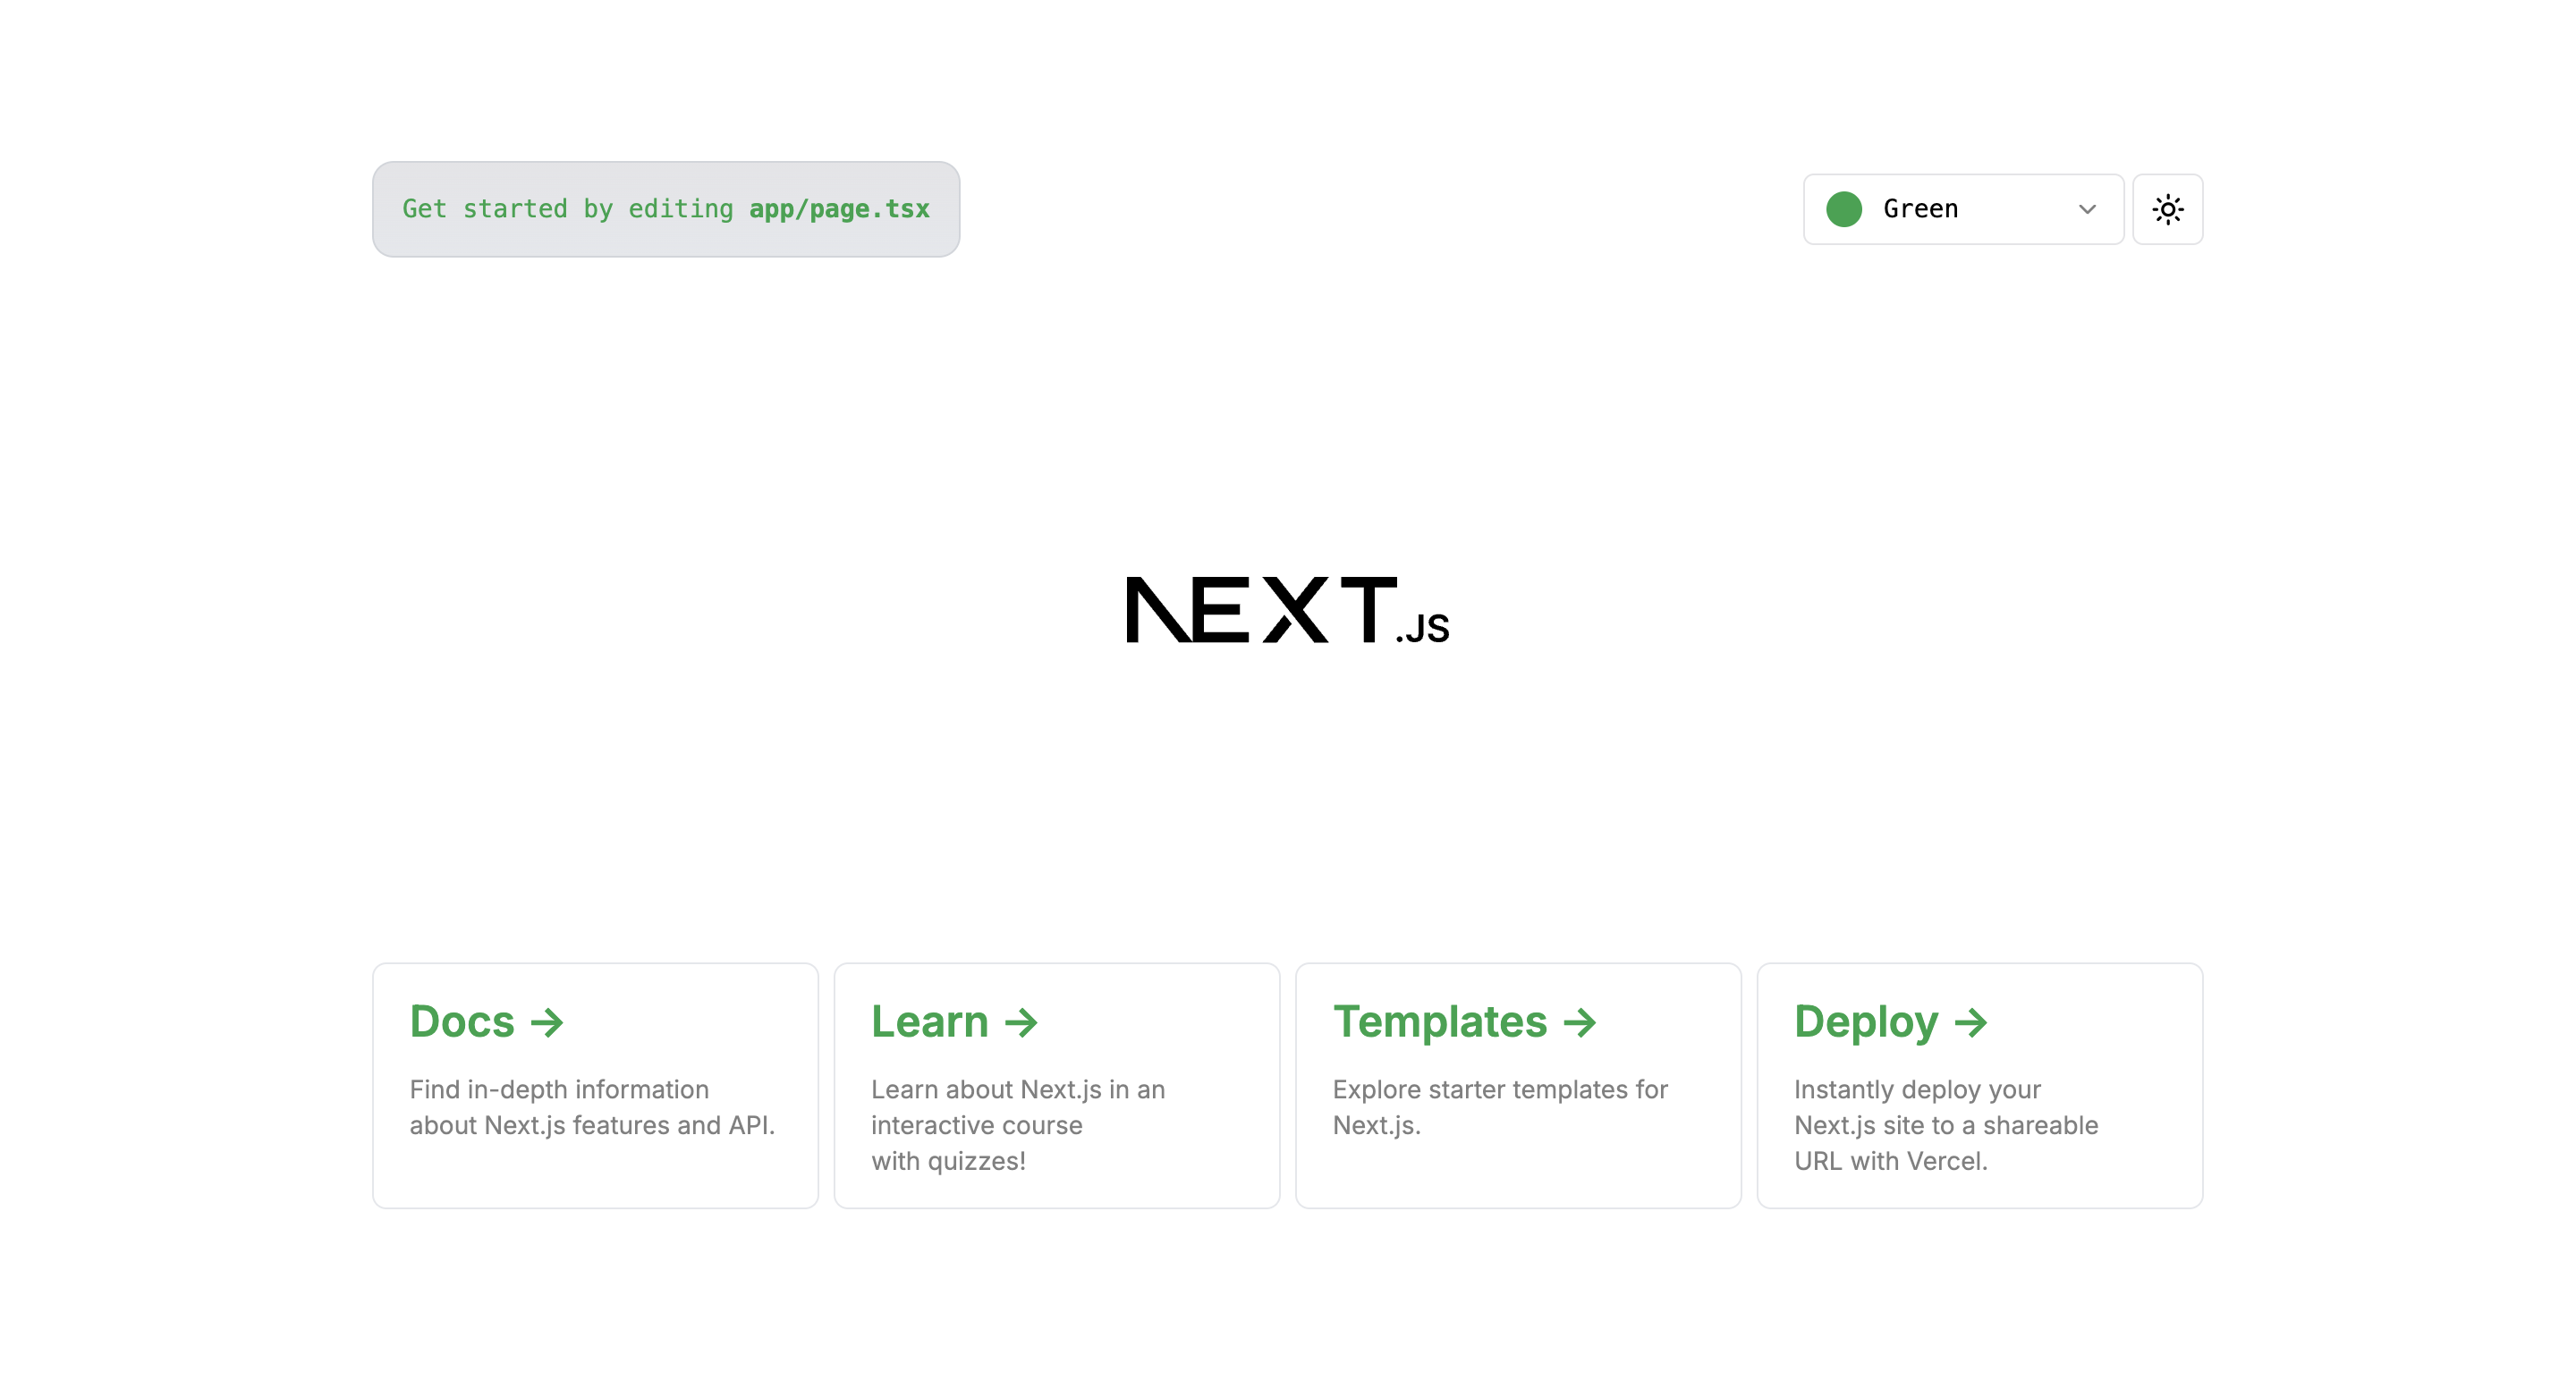 Get started by editing app/page.tsx
Green
NEXT.JS
Docs →
Find in-depth information
about Next.js features and API.
Learn →
Learn about Next.js in an
interactive course
with quizzes!
Templates →
Explore starter templates for
Next.js.
Deploy →
Instantly deploy your
Next.js site to a shareable
URL with Vercel.